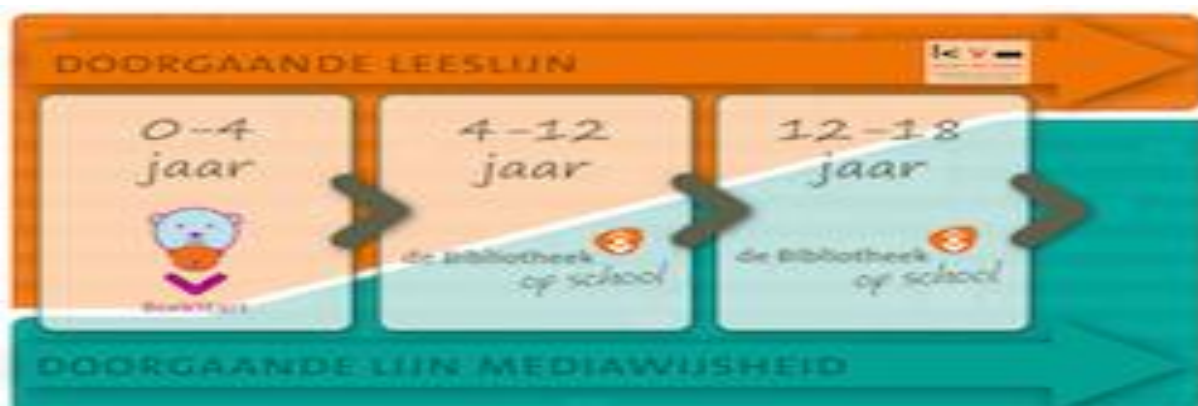 DOORGAANDE LEESLIJN
0-4
jaar
4-12
jaar
12-18
jaar
de Bibliotheek
op school
de Bibliotheek
op school
DOORGAANDE LIJN MEDIAWIJSHEID